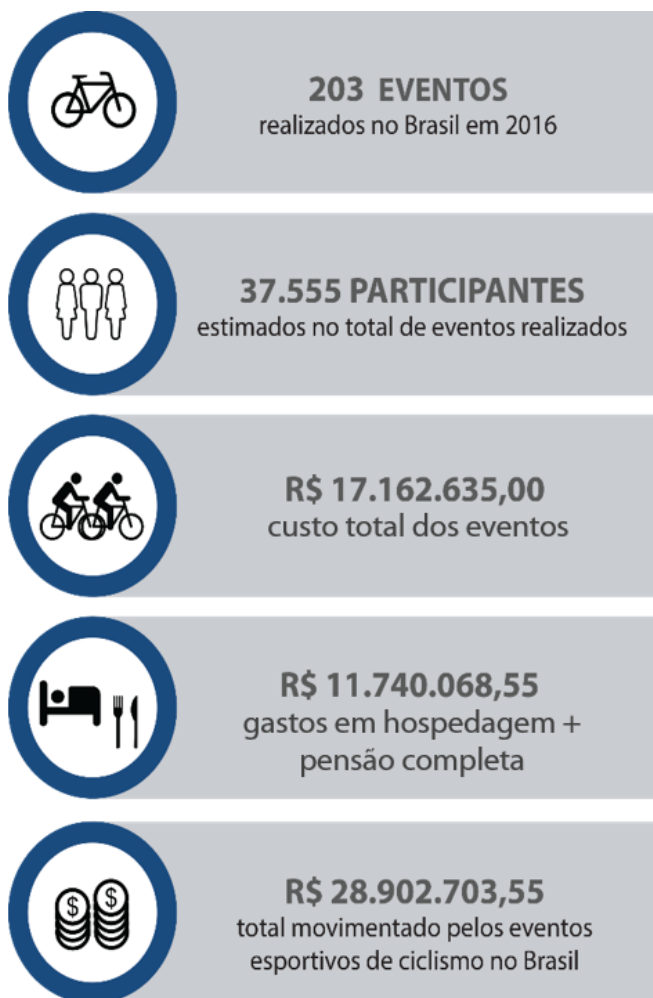 203 EVENTOS
realizados no Brasil em 2016
37.555 PARTICIPANTES
estimados no total de eventos realizados
R$ 17.162.635,00
custo total dos eventos
R$ 11.740.068,55
gastos em hospedagem +
pensão completa
$ $
R$ 28.902.703,55
total movimentado pelos eventos
esportivos de ciclismo no Brasil